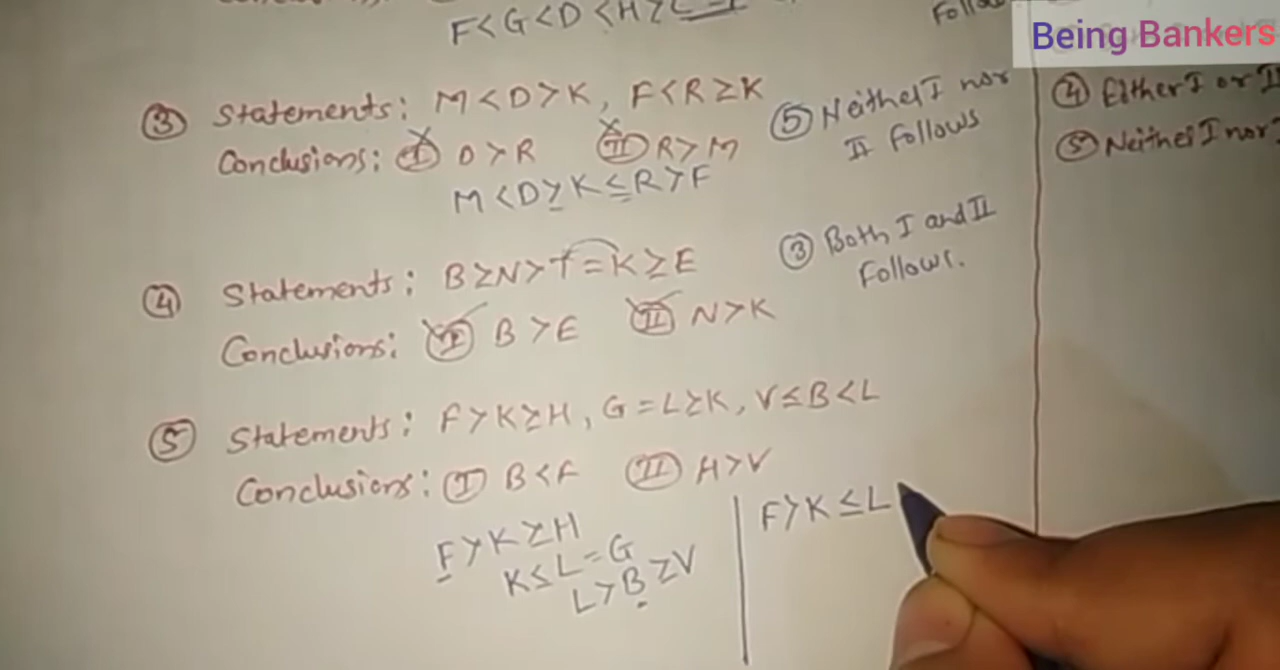 F<G<D<H≥L=I
Follow
Being Bankers
③ Statements: M<D>K, F<R≥K
Conclusions: Ⓘ D>R Ⅱ R>M
⑤ Neither I nor
II follows
M<D≥K≤R>F
④ Either I or II
⑤ Neither I nor
④ Statements: B≥N>T=K≥E
Conclusions: Ⓘ B>E Ⅱ N>K
③ Both I and II
Follows.
⑤ Statements: F>K≥H, G=L≥K, V≤B<L
Conclusions: Ⓘ B<F Ⅱ H>V
F>K≥H
K≤L=G
L>B≥V
F>K≤L